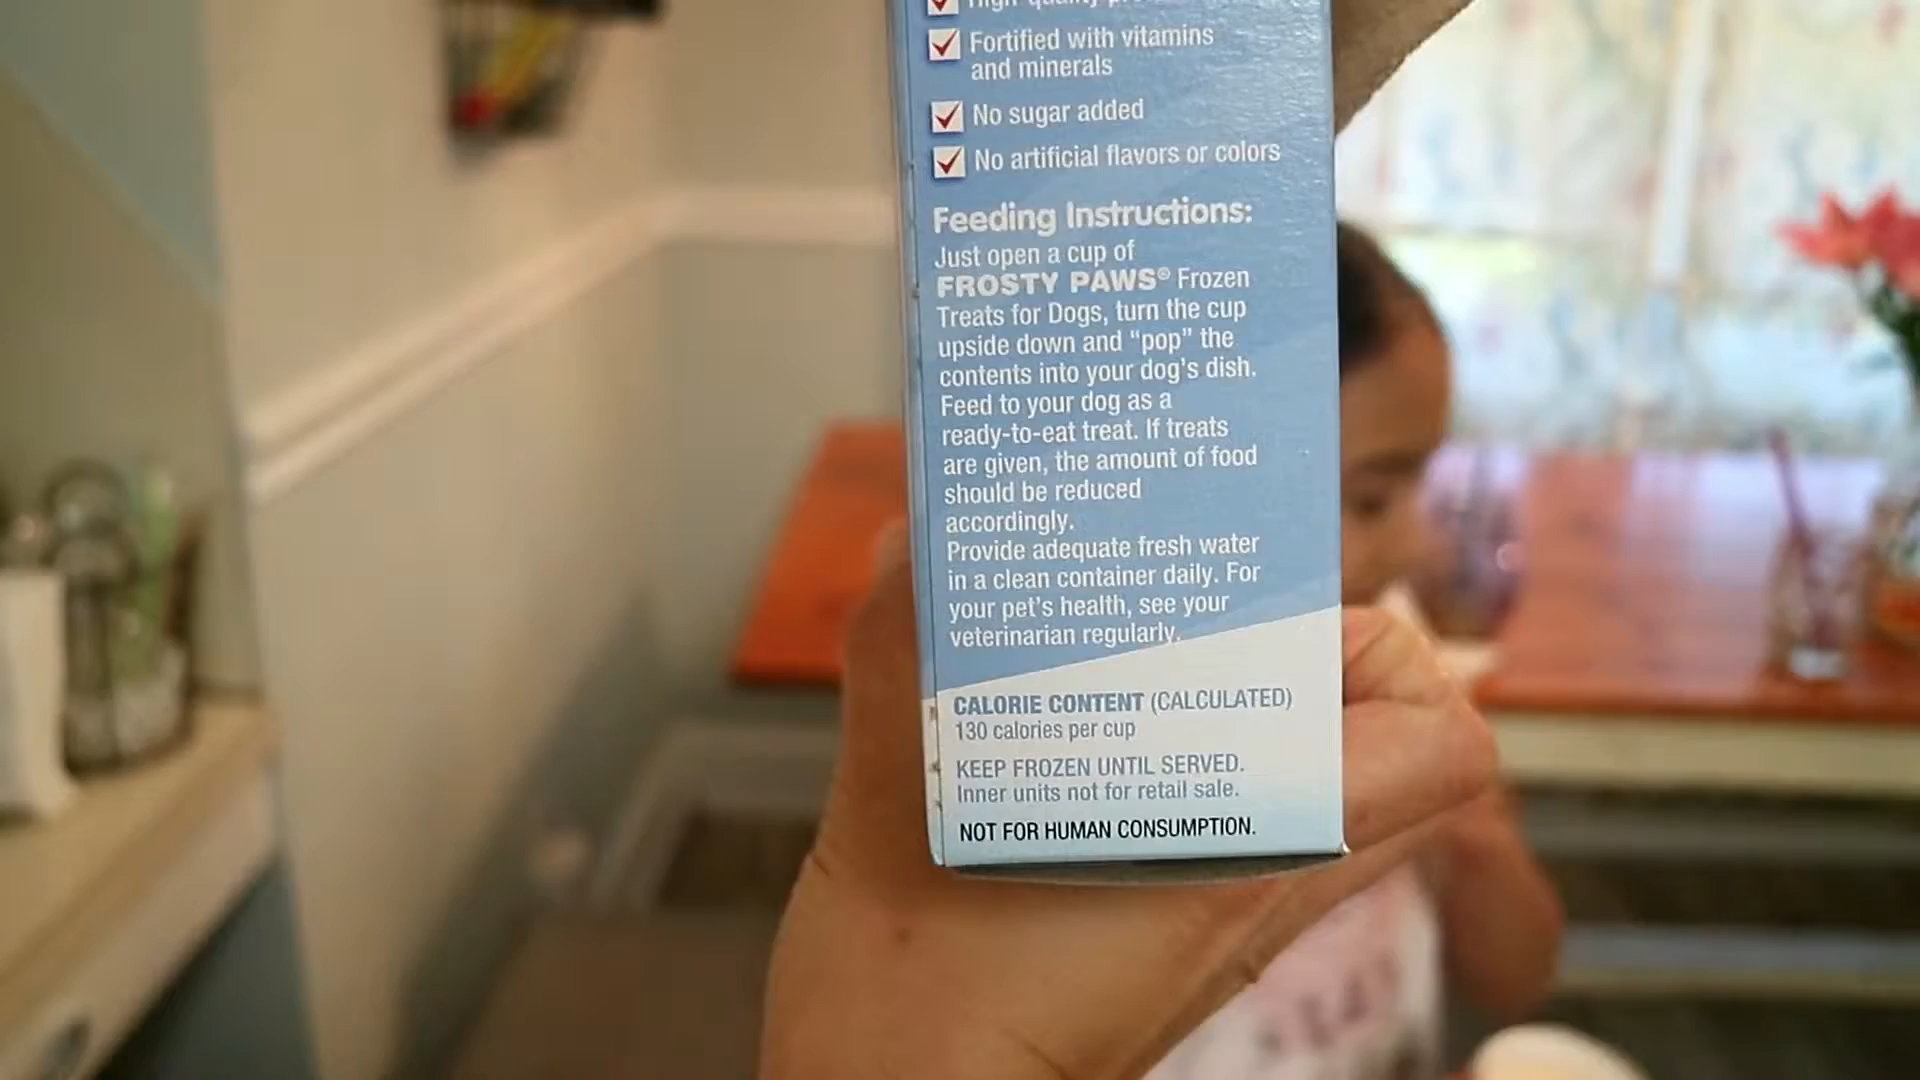 High-quality
Fortified with vitamins
and minerals
No sugar added
No artificial flavors or colors
Feeding Instructions:
Just open a cup of
FROSTY PAWS® Frozen
Treats for Dogs, turn the cup
upside down and “pop” the
contents into your dog’s dish.
Feed to your dog as a
ready-to-eat treat. If treats
are given, the amount of food
should be reduced
accordingly.
Provide adequate fresh water
in a clean container daily. For
your pet’s health, see your
veterinarian regularly.
CALORIE CONTENT (CALCULATED)
130 calories per cup
KEEP FROZEN UNTIL SERVED.
Inner units not for retail sale.
NOT FOR HUMAN CONSUMPTION.